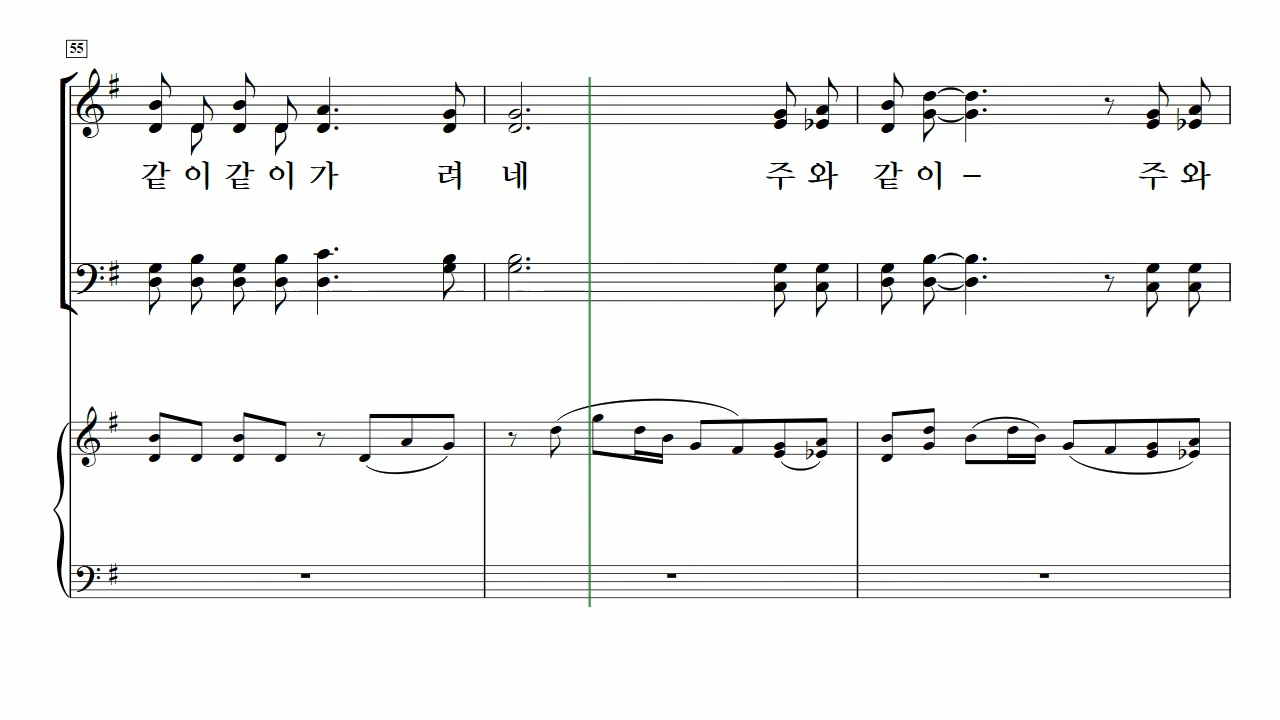 55
같 이 같 이 가 려 네 주 와 같 이 – 주 와